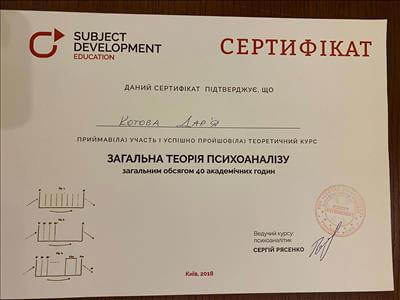 SUBJECT
DEVELOPMENT
EDUCATION
СЕРТИФІКАТ
ДАНИЙ СЕРТИФІКАТ ПІДТВЕРДЖУЄ, ЩО
Котова Дар'я
ПРИЙМАВ(ЛА) УЧАСТЬ І УСПІШНО ПРОЙШОВ(ЛА) ТЕОРЕТИЧНИЙ КУРС
ЗАГАЛЬНА ТЕОРІЯ ПСИХОАНАЛІЗУ
загальним обсягом 40 академічних годин
Ведучий курсу:
психоаналітик
СЕРГІЙ РЯСЕНКО
Київ, 2018